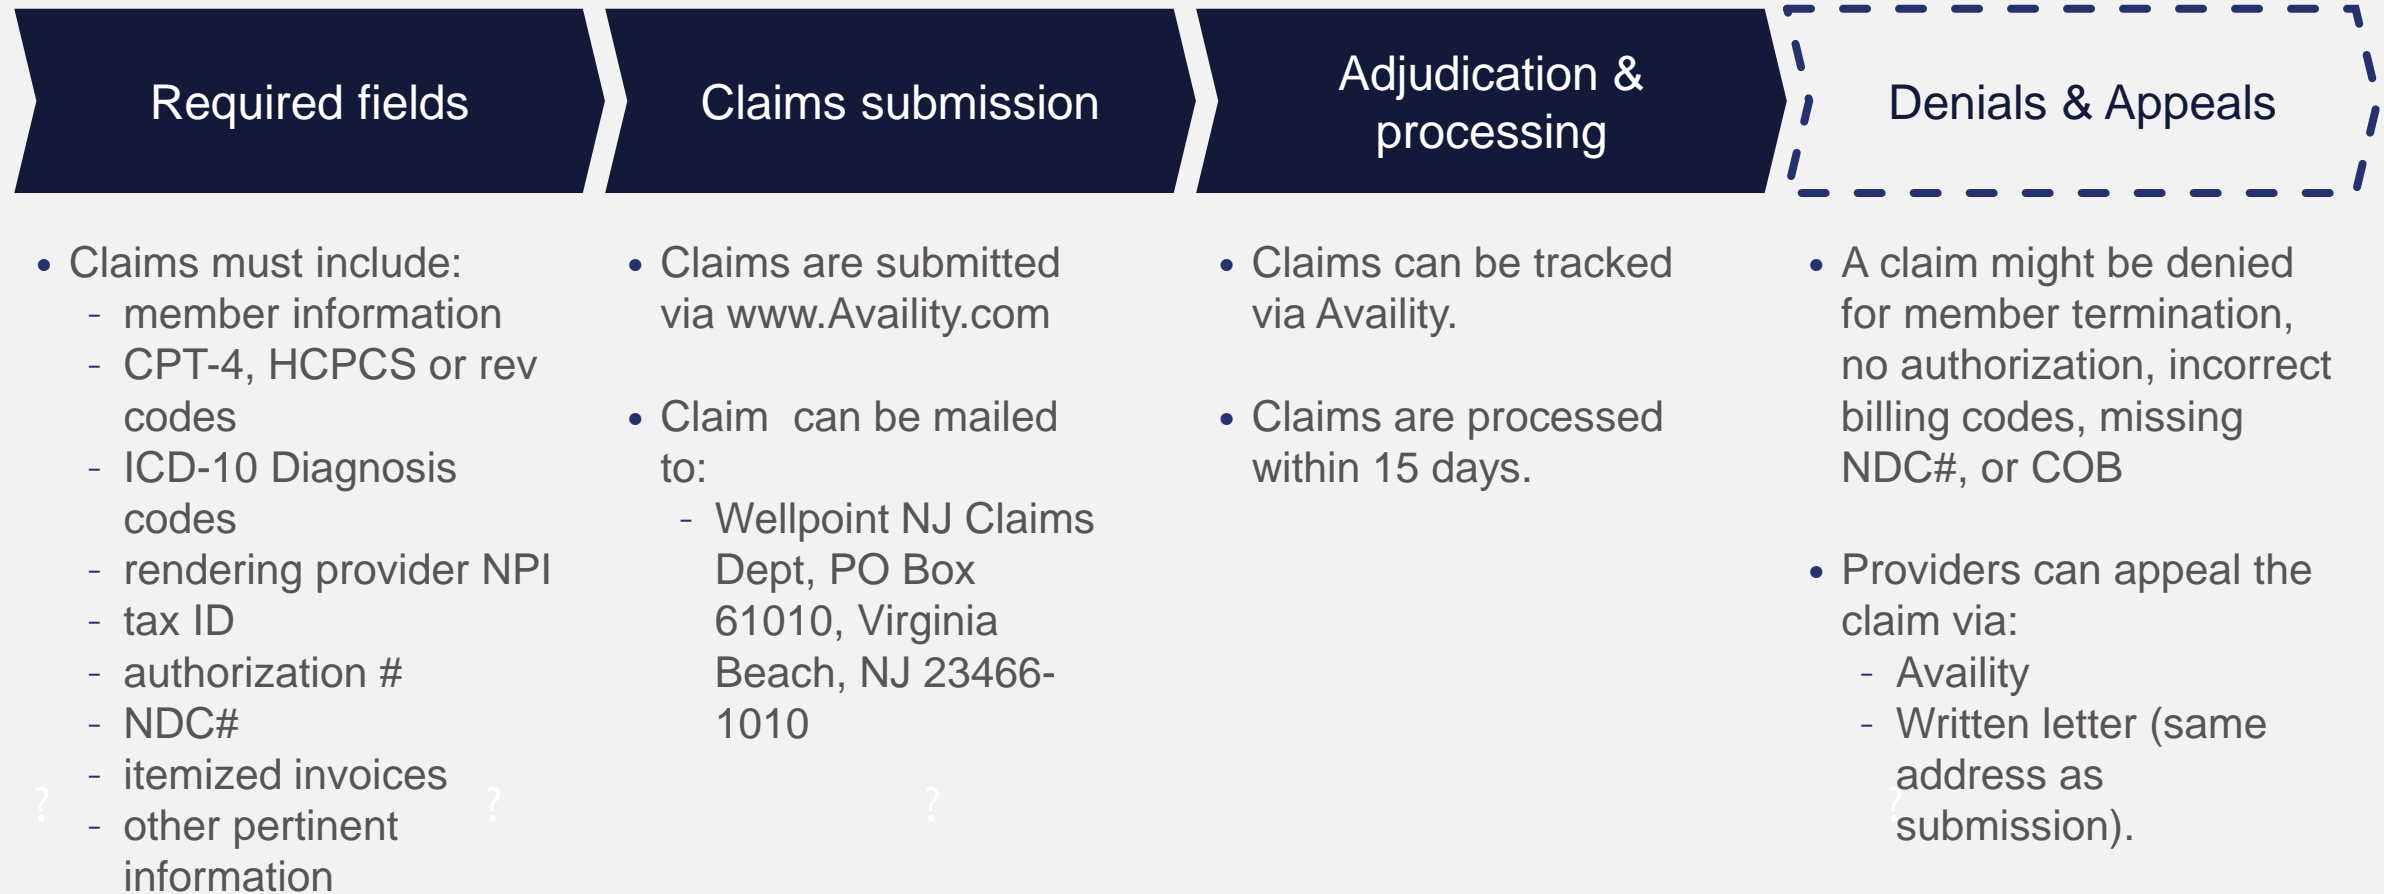 Required fields
Claims submission
Adjudication &
processing
Denials & Appeals
• Claims must include:
- member information
- CPT-4, HCPCS or rev
codes
- ICD-10 Diagnosis
codes
- rendering provider NPI
- tax ID
- authorization #
- NDC#
- itemized invoices
- other pertinent
information
• Claims are submitted
via www.Availity.com
• Claim  can be mailed
to:
- Wellpoint NJ Claims
Dept, PO Box
61010, Virginia
Beach, NJ 23466-
1010
• Claims can be tracked
via Availity.
• Claims are processed
within 15 days.
• A claim might be denied
for member termination,
no authorization, incorrect
billing codes, missing
NDC#, or COB
• Providers can appeal the
claim via:
- Availity
- Written letter (same
address as
submission).
?
?
?
?